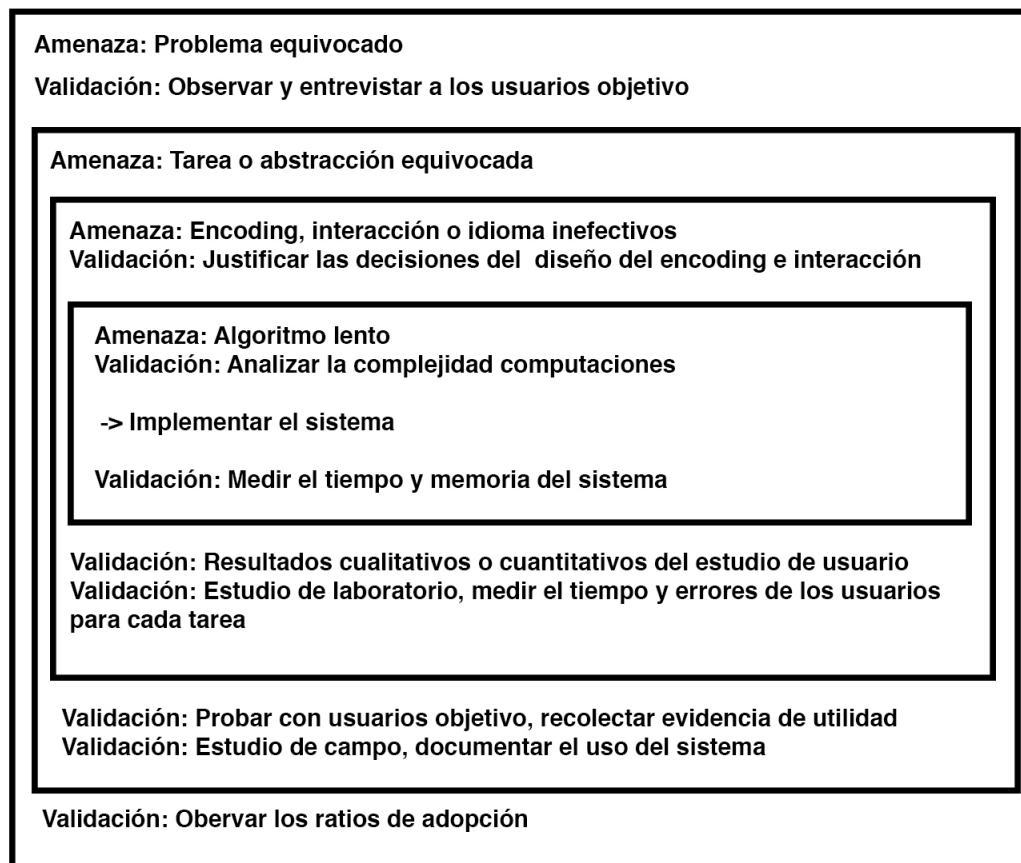 Amenaza: Problema equivocado
Validación: Observar y entrevistar a los usuarios objetivo
Amenaza: Tarea o abstracción equivocada
Amenaza: Encoding, interacción o idioma inefectivos
Validación: Justificar las decisiones del diseño del encoding e interacción
Amenaza: Algoritmo lento
Validación: Analizar la complejidad computaciones
-> Implementar el sistema
Validación: Medir el tiempo y memoria del sistema
Validación: Resultados cualitativos o cuantitativos del estudio de usuario
Validación: Estudio de laboratorio, medir el tiempo y errores de los usuarios
para cada tarea
Validación: Probar con usuarios objetivo, recolectar evidencia de utilidad
Validación: Estudio de campo, documentar el uso del sistema
Validación: Obervar los ratios de adopción